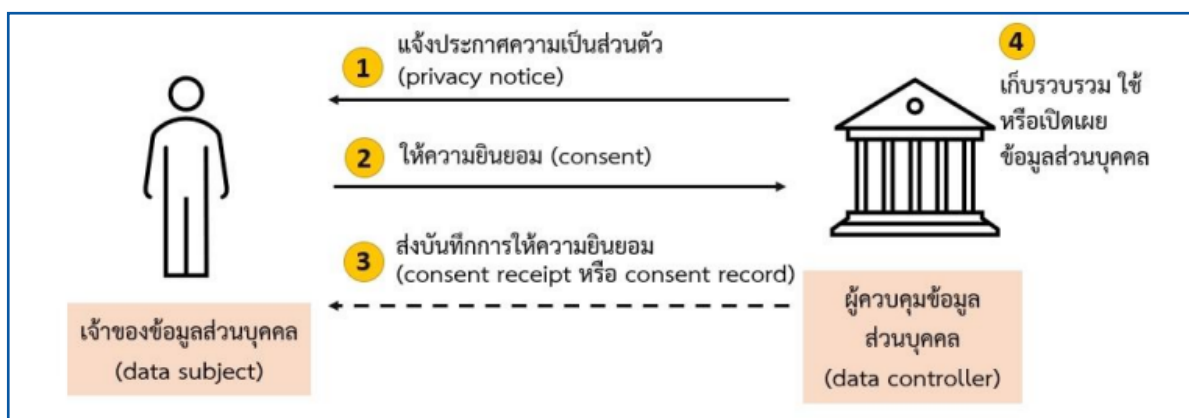 1
แจ้งประกาศความเป็นส่วนตัว
(privacy notice)
2
ให้ความยินยอม (consent)
3
ส่งบันทึกการให้ความยินยอม
(consent receipt หรือ consent record)
4
เก็บรวบรวม ใช้
หรือเปิดเผย
ข้อมูลส่วนบุคคล
เจ้าของข้อมูลส่วนบุคคล
(data subject)
ผู้ควบคุมข้อมูล
ส่วนบุคคล
(data controller)